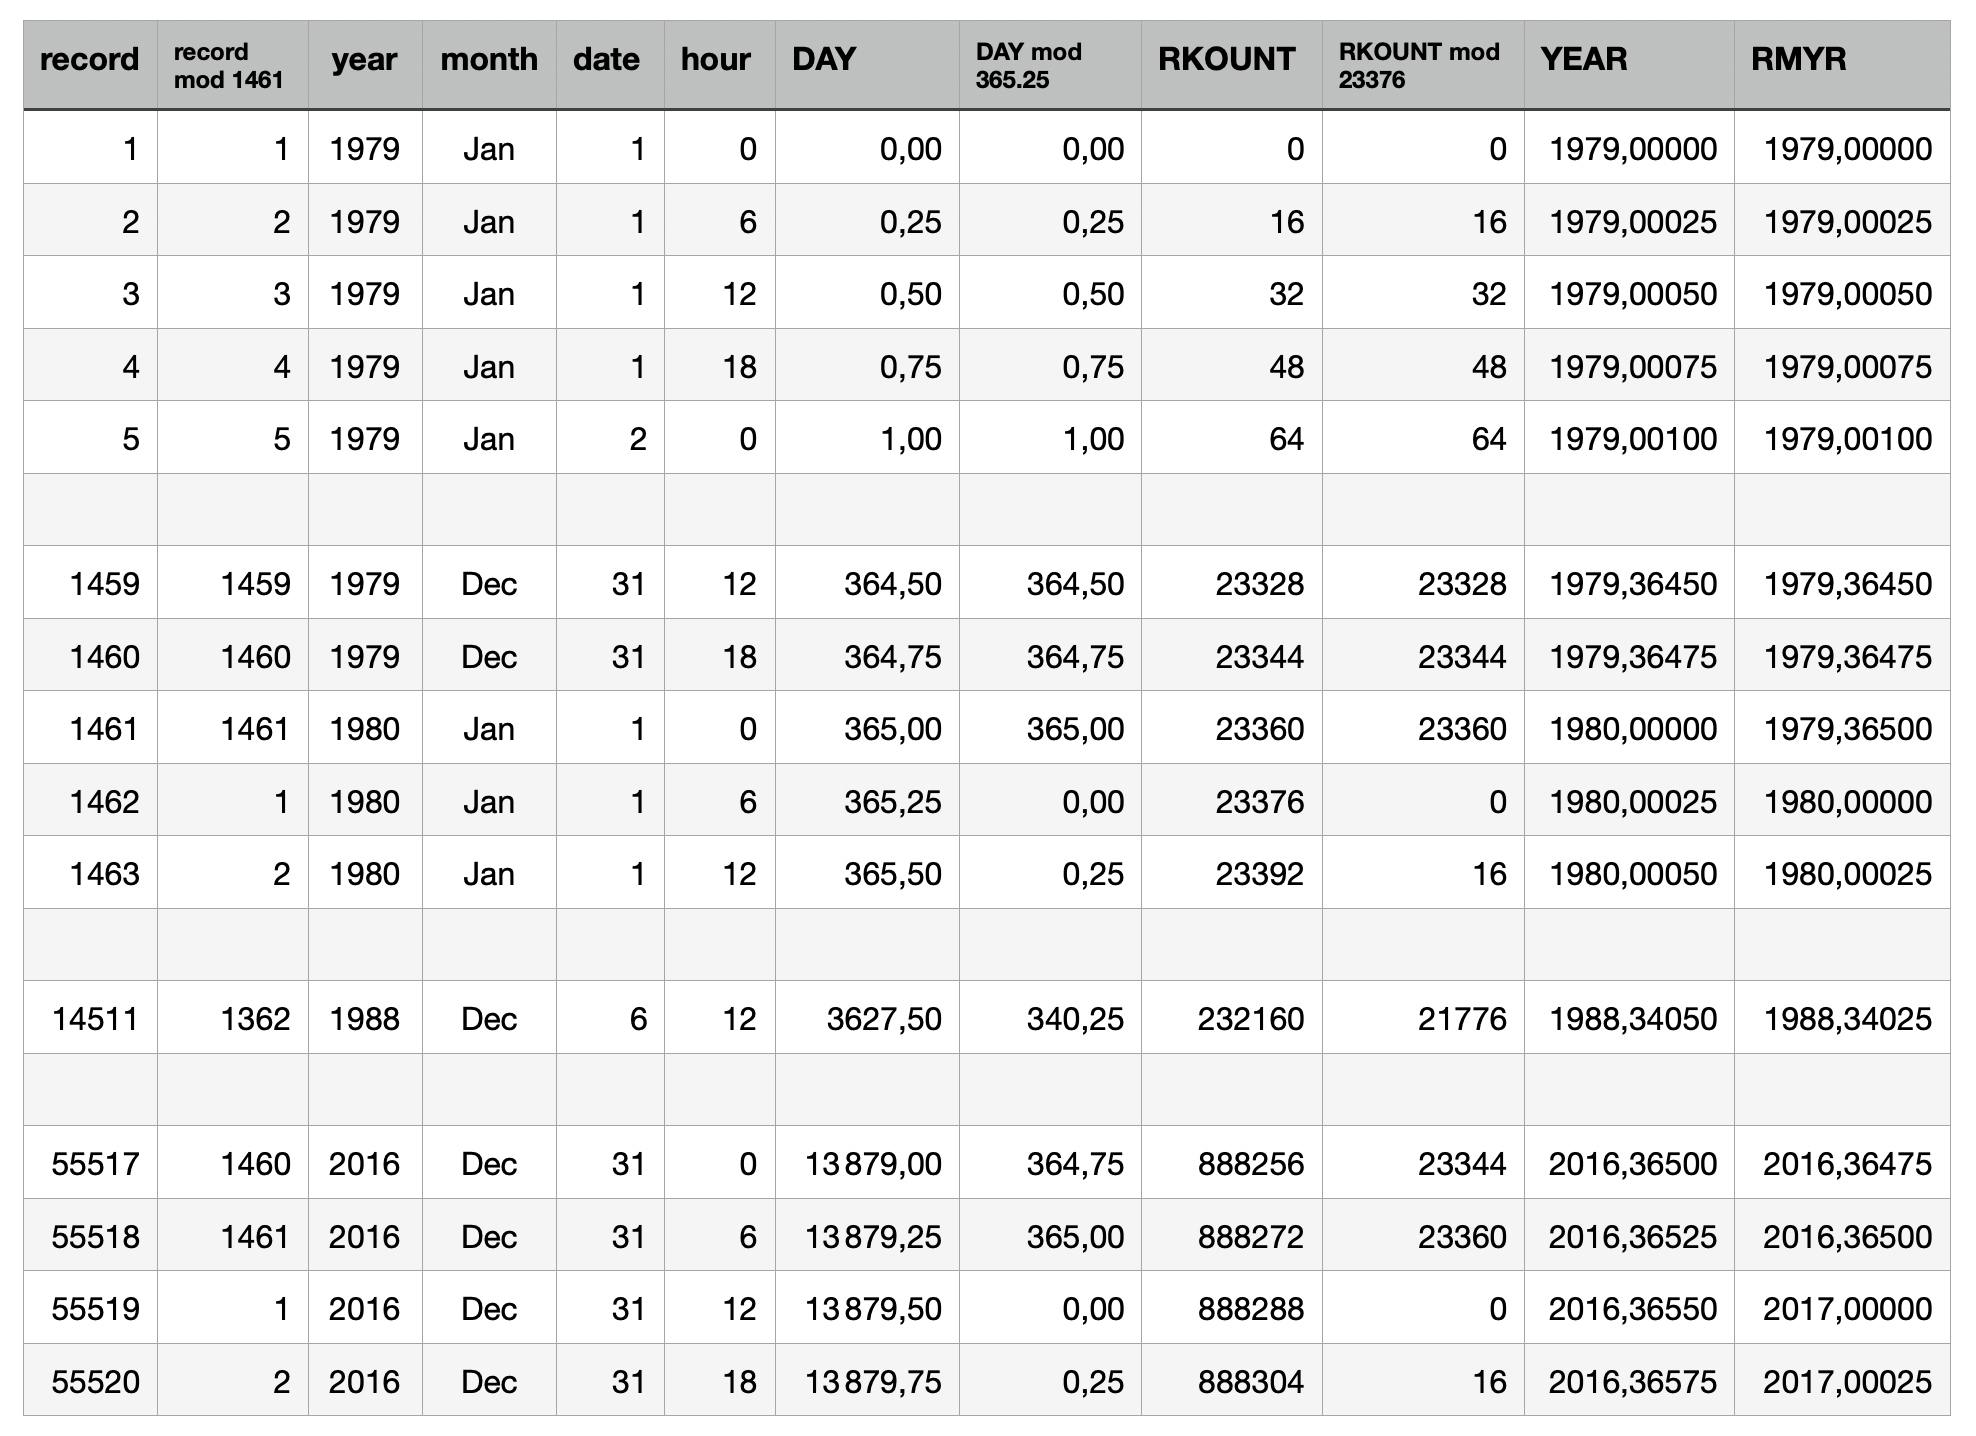 record record mod 1461 year month date hour DAY DAY mod 365.25 RKOUNT RKOUNT mod 23376 YEAR RMYR
1 1 1979 Jan 1 0 0,00 0,00 0 0 1979,00000 1979,00000
2 2 1979 Jan 1 6 0,25 0,25 16 16 1979,00025 1979,00025
3 3 1979 Jan 1 12 0,50 0,50 32 32 1979,00050 1979,00050
4 4 1979 Jan 1 18 0,75 0,75 48 48 1979,00075 1979,00075
5 5 1979 Jan 2 0 1,00 1,00 64 64 1979,00100 1979,00100
1459 1459 1979 Dec 31 12 364,50 364,50 23328 23328 1979,36450 1979,36450
1460 1460 1979 Dec 31 18 364,75 364,75 23344 23344 1979,36475 1979,36475
1461 1461 1980 Jan 1 0 365,00 365,00 23360 23360 1980,00000 1979,36500
1462 1 1980 Jan 1 6 365,25 0,00 23376 0 1980,00025 1980,00000
1463 2 1980 Jan 1 12 365,50 0,25 23392 16 1980,00050 1980,00025
14511 1362 1988 Dec 6 12 3627,50 340,25 232160 21776 1988,34050 1988,34025
55517 1460 2016 Dec 31 0 13 879,00 364,75 888256 23344 2016,36500 2016,36475
55518 1461 2016 Dec 31 6 13 879,25 365,00 888272 23360 2016,36525 2016,36500
55519 1 2016 Dec 31 12 13 879,50 0,00 888288 0 2016,36550 2017,00000
55520 2 2016 Dec 31 18 13 879,75 0,25 888304 16 2016,36575 2017,00025